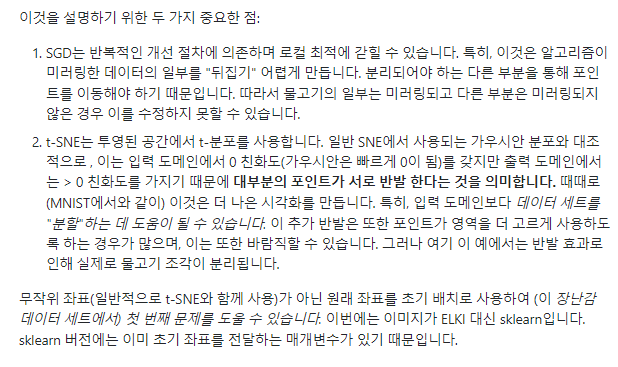 이것을 설명하기 위한 두 가지 중요한 점:
1. SGD는 반복적인 개선 절차에 의존하며 로컬 최적에 갇힐 수 있습니다. 특히, 이것은 알고리즘이
미러링한 데이터의 일부를 "뒤집기" 어렵게 만듭니다. 분리되어야 하는 다른 부분을 통해 포인
트를 이동해야 하기 때문입니다. 따라서 물고기의 일부는 미러링되고 다른 부분은 미러링되지
않은 경우 이를 수정하지 못할 수 있습니다.
2. t-SNE는 투영된 공간에서 t-분포를 사용합니다. 일반 SNE에서 사용되는 가우시안 분포와 대조
적으로 , 이는 입력 도메인에서 0 친화도(가우시안은 빠르게 0이 됨)를 갖지만 출력 도메인에서
는 > 0 친화도를 가지기 때문에 대부분의 포인트가 서로 반발 한다는 것을 의미합니다. 때때로
(MNIST에서와 같이) 이것은 더 나은 시각화를 만듭니다. 특히, 입력 도메인보다 데이터 세트를
"분할"하는 데 도움이 될 수 있습니다. 이 추가 반발은 또한 포인트가 영역을 더 고르게 사용하도
록 하는 경우가 많으며, 이는 또한 바람직할 수 있습니다. 그러나 여기 이 예에서는 반발 효과로
인해 실제로 물고기 조각이 분리됩니다.
무작위 좌표(일반적으로 t-SNE와 함께 사용)가 아닌 원래 좌표를 초기 배치로 사용하여 (이 장난감
데이터 세트에서) 첫 번째 문제를 도울 수 있습니다. 이번에는 이미지가 ELKI 대신 sklearn입니다.
sklearn 버전에는 이미 초기 좌표를 전달하는 매개변수가 있기 때문입니다.